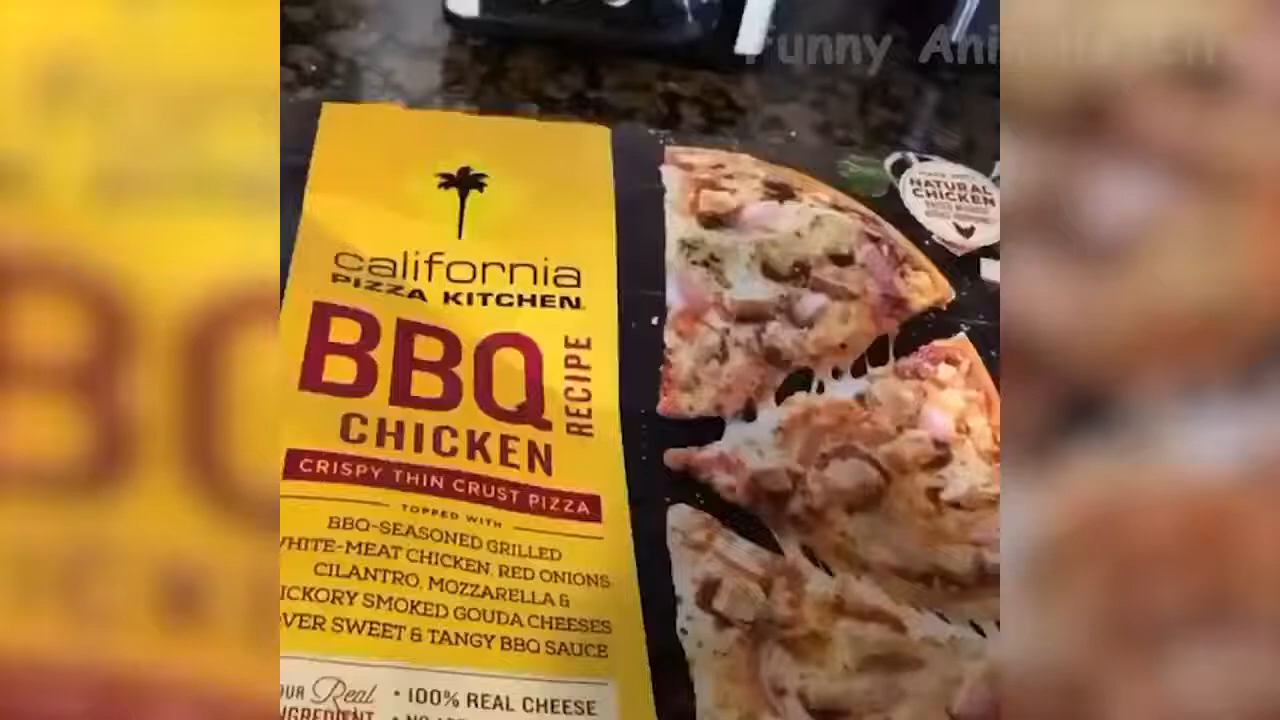 Funny
california
PIZZA KITCHEN
BBQ
RECIPE
CHICKEN
CRISPY THIN CRUST PIZZA
TOPPED WITH
BBQ-SEASONED GRILLED
WHITE-MEAT CHICKEN, RED ONIONS
CILANTRO, MOZZARELLA &
HICKORY SMOKED GOUDA CHEESES
OVER SWEET & TANGY BBQ SAUCE
Real
• 100% REAL CHEESE
NATURAL
CHICKEN